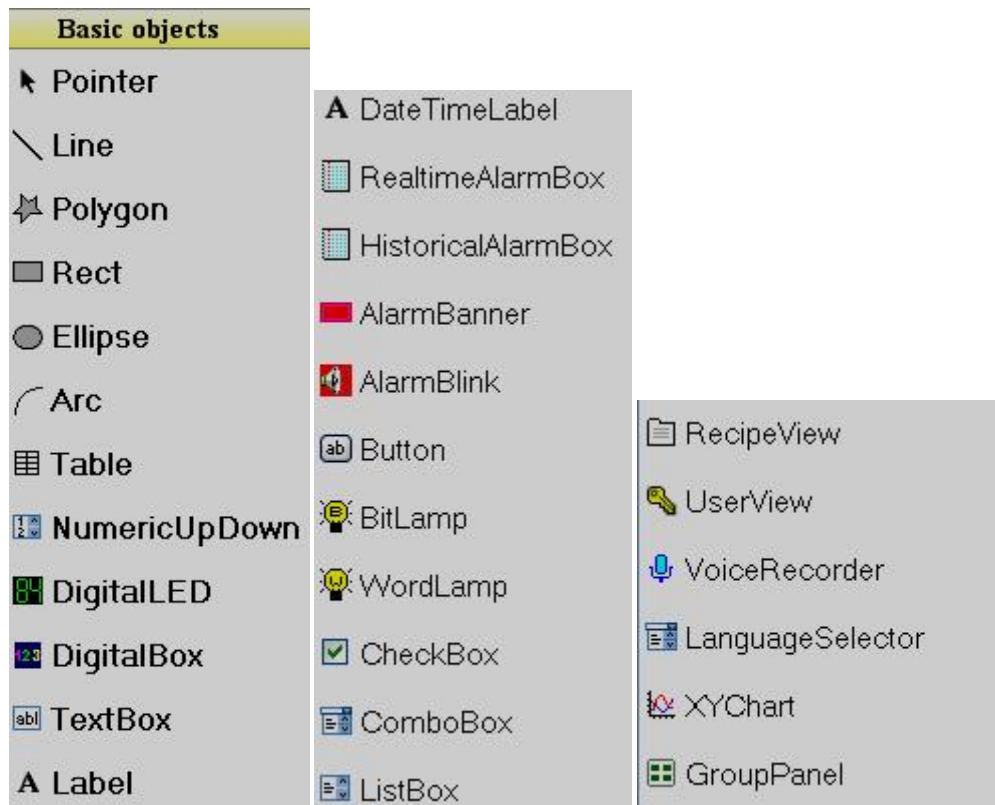 Basic objects
Pointer
Line
Polygon
Rect
Ellipse
Arc
Table
NumericUpDown
DigitalLED
DigitalBox
TextBox
A Label
A DateTimeLabel
RealtimeAlarmBox
HistoricalAlarmBox
AlarmBanner
AlarmBlink
ab Button
B BitLamp
W WordLamp
CheckBox
ComboBox
ListBox
RecipeView
UserView
VoiceRecorder
LanguageSelector
XYChart
GroupPanel